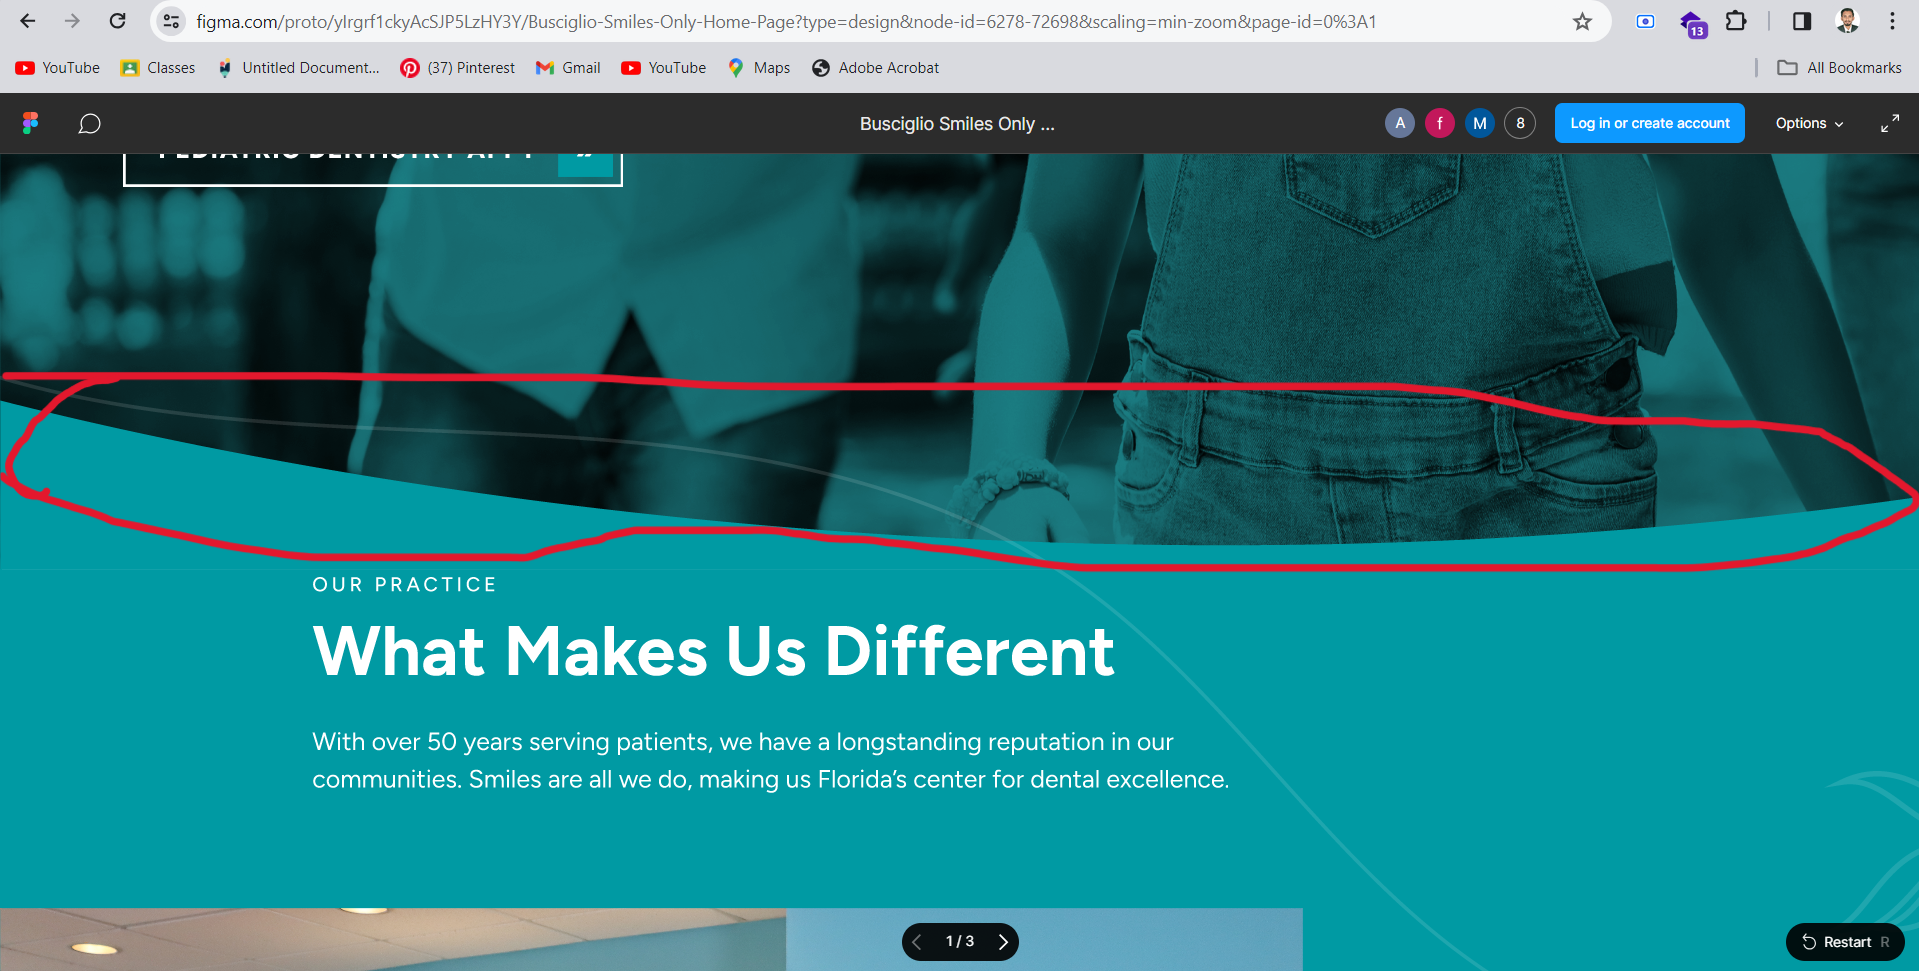 figma.com/proto/ylrgrf1ckyAcSJP5LzHY3Y/Busciglio-Smiles-Only-Home-Page?type=design&node-id=6278-72698&scaling=min-zoom&page-id=0%3A1
13
YouTube Classes Untitled Document... (37) Pinterest Gmail YouTube Maps Adobe Acrobat All Bookmarks
Busciglio Smiles Only ... A f M 8 Log in or create account Options
PEDIATRIC DENTISTRY APPT »
OUR PRACTICE
What Makes Us Different
With over 50 years serving patients, we have a longstanding reputation in our
communities. Smiles are all we do, making us Florida’s center for dental excellence.
1 / 3 Restart R